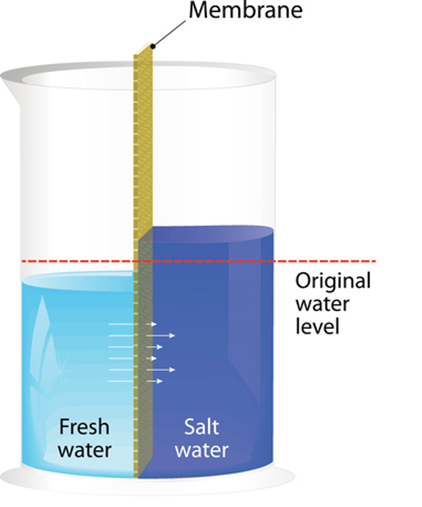 Membrane
Original
water
level
Fresh
water
Salt
water